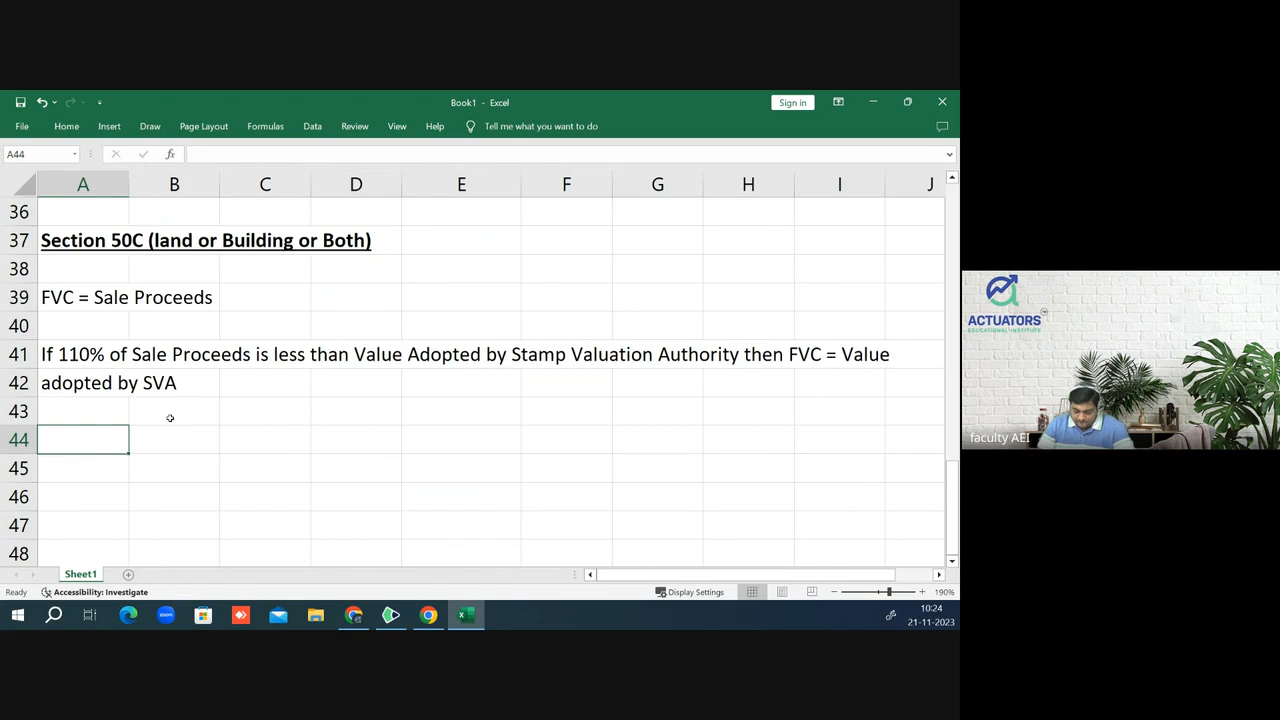 Book1 - Excel
Sign in
File Home Insert Draw Page Layout Formulas Data Review View Help Tell me what you want to do
A44
fx
A B C D E F G H I J
36
37 Section 50C (land or Building or Both)
38
39 FVC = Sale Proceeds
40
41 If 110% of Sale Proceeds is less than Value Adopted by Stamp Valuation Authority then FVC = Value
42 adopted by SVA
43
44
45
46
47
48
Sheet1
Ready Accessibility: Investigate Display Settings 190%
zoom
10:24
21-11-2023
ACTUATORS
EDUCATIONAL INSTITUTE
faculty AEI